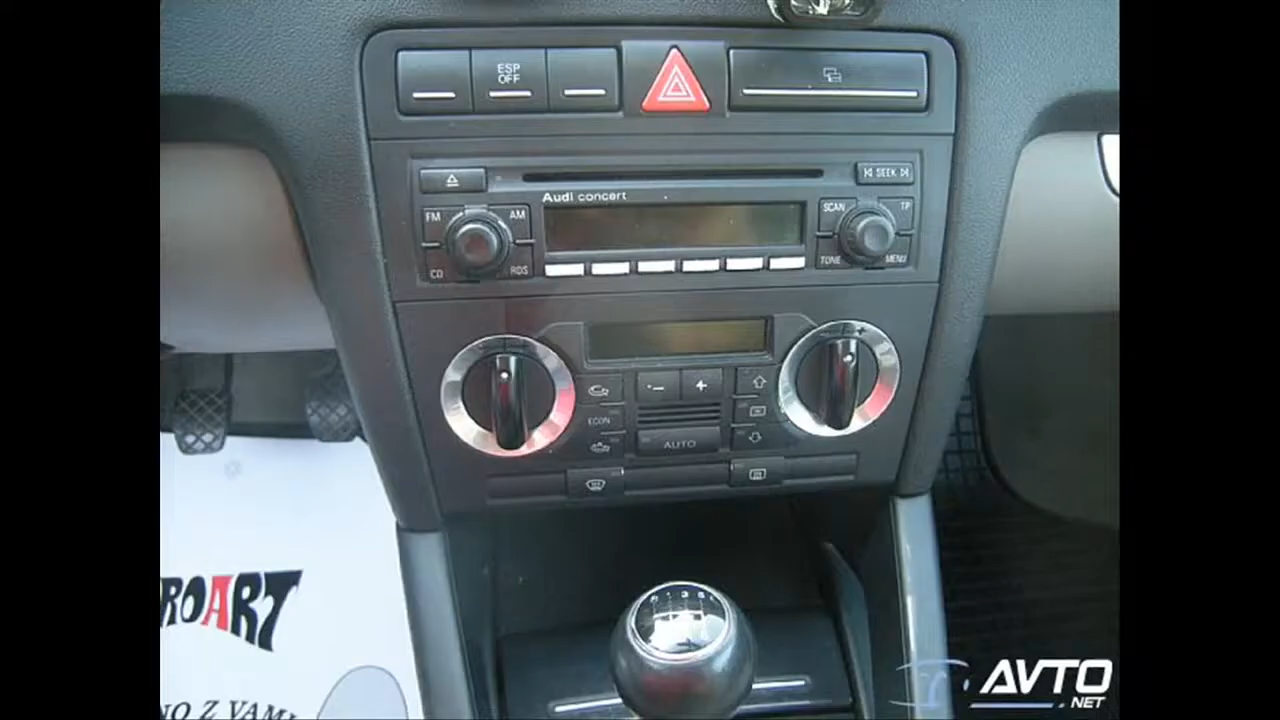 ESP
OFF
SEEK
Audi concert
FM
AM
SCAN
TP
CD
RDS
TONE
MENU
ECON
AUTO
ROART
NO Z VAMI
AVTO
.NET